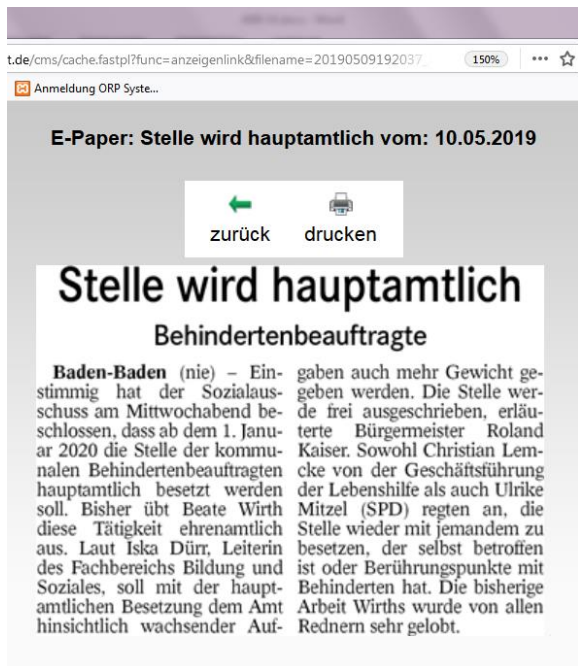 t.de/cms/cache.fastpl?func=anzeigenlink&filename=20190509192037_
150%
Anmeldung ORP Syste...
E-Paper: Stelle wird hauptamtlich vom: 10.05.2019
zurück drucken
Stelle wird hauptamtlich
Behindertenbeauftragte
Baden-Baden (nie) – Ein-
stimmig hat der Sozialaus-
schuss am Mittwochabend be-
schlossen, dass ab dem 1. Janu-
ar 2020 die Stelle der kommu-
nalen Behindertenbeauftragten
hauptamtlich besetzt werden
soll. Bisher übt Beate Wirth
diese Tätigkeit ehrenamtlich
aus. Laut Iska Dürr, Leiterin
des Fachbereichs Bildung und
Soziales, soll mit der haupt-
amtlichen Besetzung dem Amt
hinsichtlich wachsender Auf-
gaben auch mehr Gewicht ge-
geben werden. Die Stelle wer-
de frei ausgeschrieben, erläu-
terte Bürgermeister Roland
Kaiser. Sowohl Christian Lem-
cke von der Geschäftsführung
der Lebenshilfe als auch Ulrike
Mitzel (SPD) regten an, die
Stelle wieder mit jemandem zu
besetzen, der selbst betroffen
ist oder Berührungspunkte mit
Behinderten hat. Die bisherige
Arbeit Wirths wurde von allen
Rednern sehr gelobt.